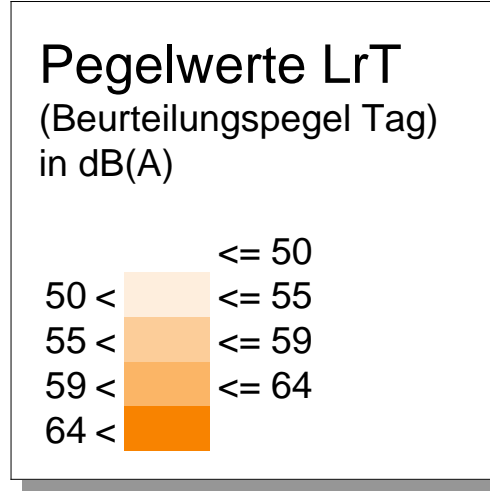 Pegelwerte LrT
(Beurteilungspegel Tag)
in dB(A)
<= 50
50 < <= 55
55 < <= 59
59 < <= 64
64 <